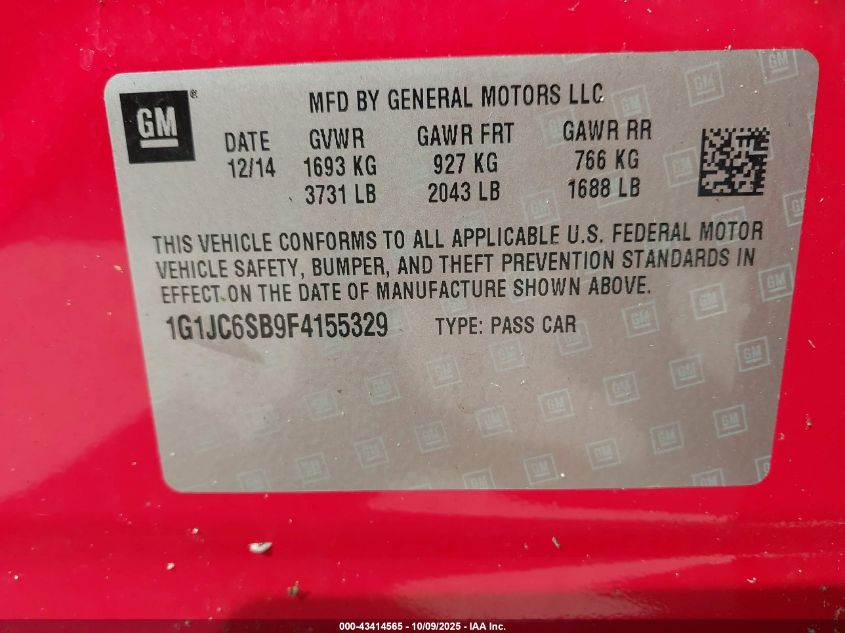 GM®
MFD BY GENERAL MOTORS LLC
DATE GVWR GAWR FRT GAWR RR
12/14 1693 KG 927 KG 766 KG
3731 LB 2043 LB 1688 LB
THIS VEHICLE CONFORMS TO ALL APPLICABLE U.S. FEDERAL MOTOR
VEHICLE SAFETY, BUMPER, AND THEFT PREVENTION STANDARDS IN
EFFECT ON THE DATE OF MANUFACTURE SHOWN ABOVE.
1G1JC6SB9F4155329 TYPE: PASS CAR
000-43414565 - 10/09/2025 - IAA Inc.